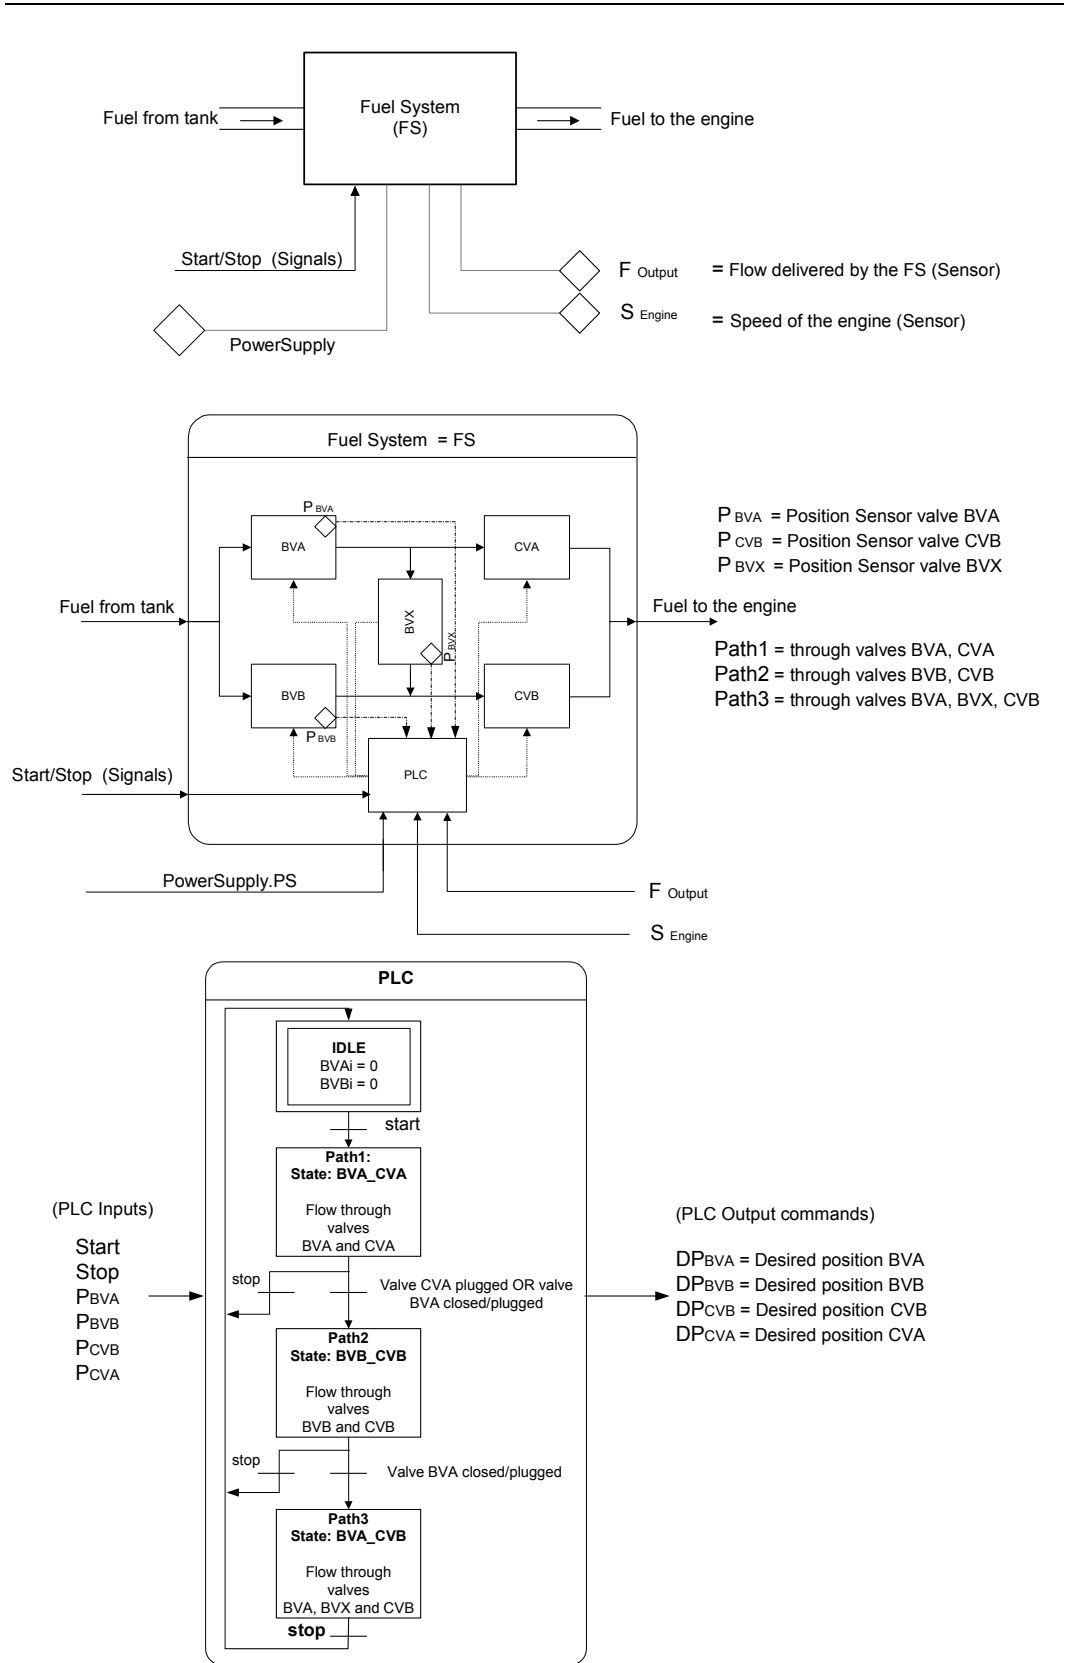 Fuel System
(FS)
Fuel from tank
Fuel to the engine
Start/Stop (Signals)
F Output = Flow delivered by the FS (Sensor)
S Engine = Speed of the engine (Sensor)
PowerSupply
Fuel System = FS
P BVA
BVA
CVA
BVX
P BVX
BVB
CVB
P BVB
PLC
P BVA = Position Sensor valve BVA
P CVB = Position Sensor valve CVB
P BVX = Position Sensor valve BVX
Fuel from tank
Fuel to the engine
Path1 = through valves BVA, CVA
Path2 = through valves BVB, CVB
Path3 = through valves BVA, BVX, CVB
Start/Stop (Signals)
PowerSupply.PS
F Output
S Engine
PLC
IDLE
BVAi = 0
BVBi = 0
start
Path1:
State: BVA_CVA
Flow through
valves
BVA and CVA
stop
Valve CVA plugged OR valve
BVA closed/plugged
Path2
State: BVB_CVB
Flow through
valves
BVB and CVB
stop
Valve BVA closed/plugged
Path3
State: BVA_CVB
Flow through
valves
BVA, BVX and CVB
stop
(PLC Inputs)
Start
Stop
PBVA
PBVB
PCVB
PCVA
(PLC Output commands)
DPBVA = Desired position BVA
DPBVB = Desired position BVB
DPCVB = Desired position CVB
DPCVA = Desired position CVA